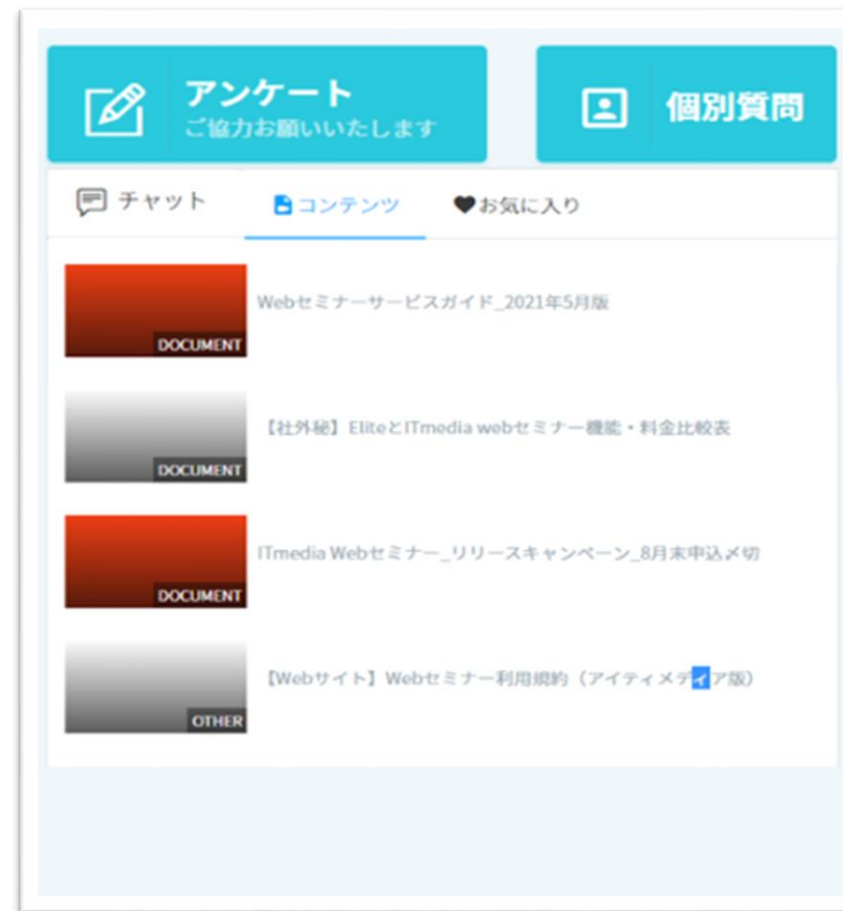 アンケート
ご協力お願いいたします
個別質問
チャット
コンテンツ
お気に入り
Webセミナーサービスガイド_2021年5月版
DOCUMENT
【社外秘】EliteとITmedia webセミナー機能・料金比較表
DOCUMENT
ITmedia Webセミナー_リリースキャンペーン_8月末申込〆切
DOCUMENT
【Webサイト】Webセミナー利用規約（アイティメディア版）
OTHER